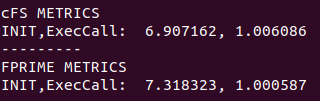 cFS METRICS
INIT,ExecCall:  6.907162, 1.006086
---------
FPRIME METRICS
INIT,ExecCall:  7.318323, 1.000587